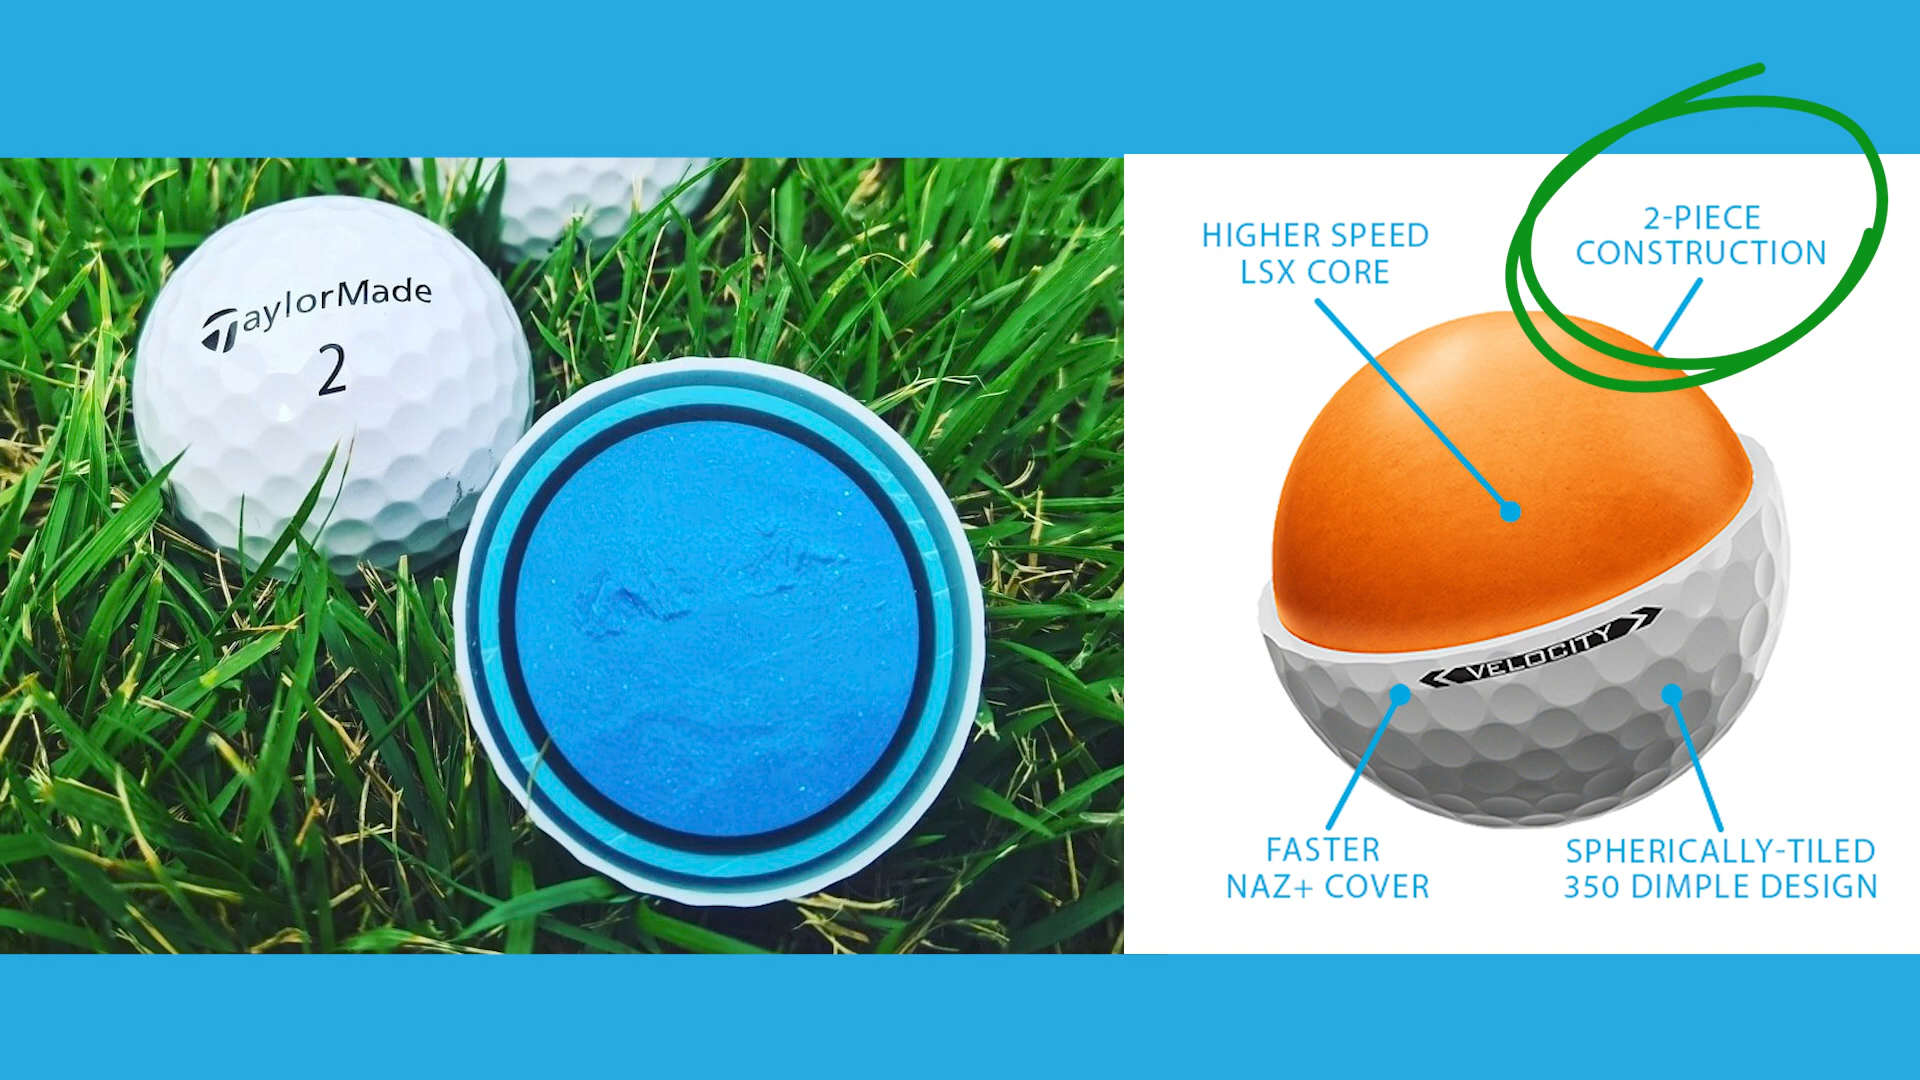 TaylorMade
2
HIGHER SPEED
LSX CORE
2-PIECE
CONSTRUCTION
VELOCITY
FASTER
NAZ+ COVER
SPHERICALLY-TILED
350 DIMPLE DESIGN